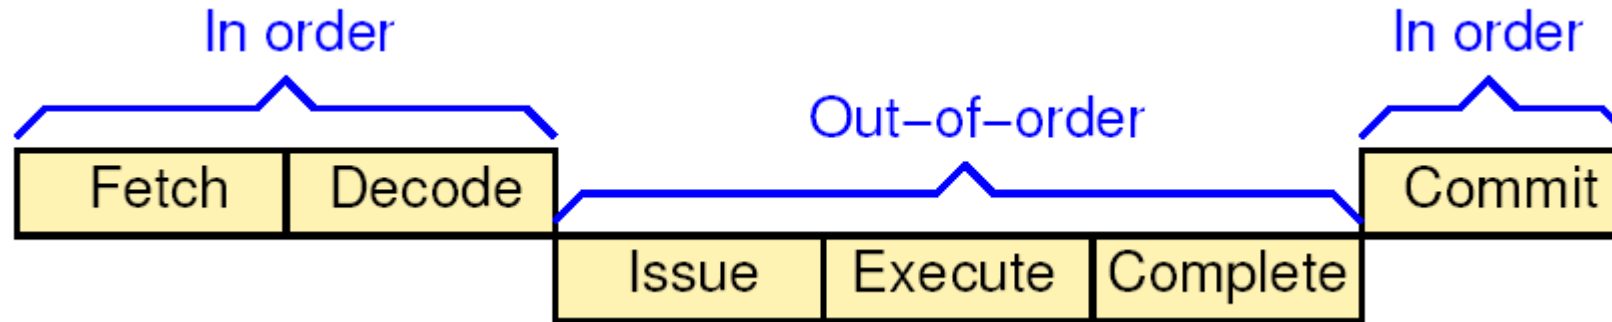 In order
In order
Out-of-order
Fetch Decode
Commit
Issue Execute Complete